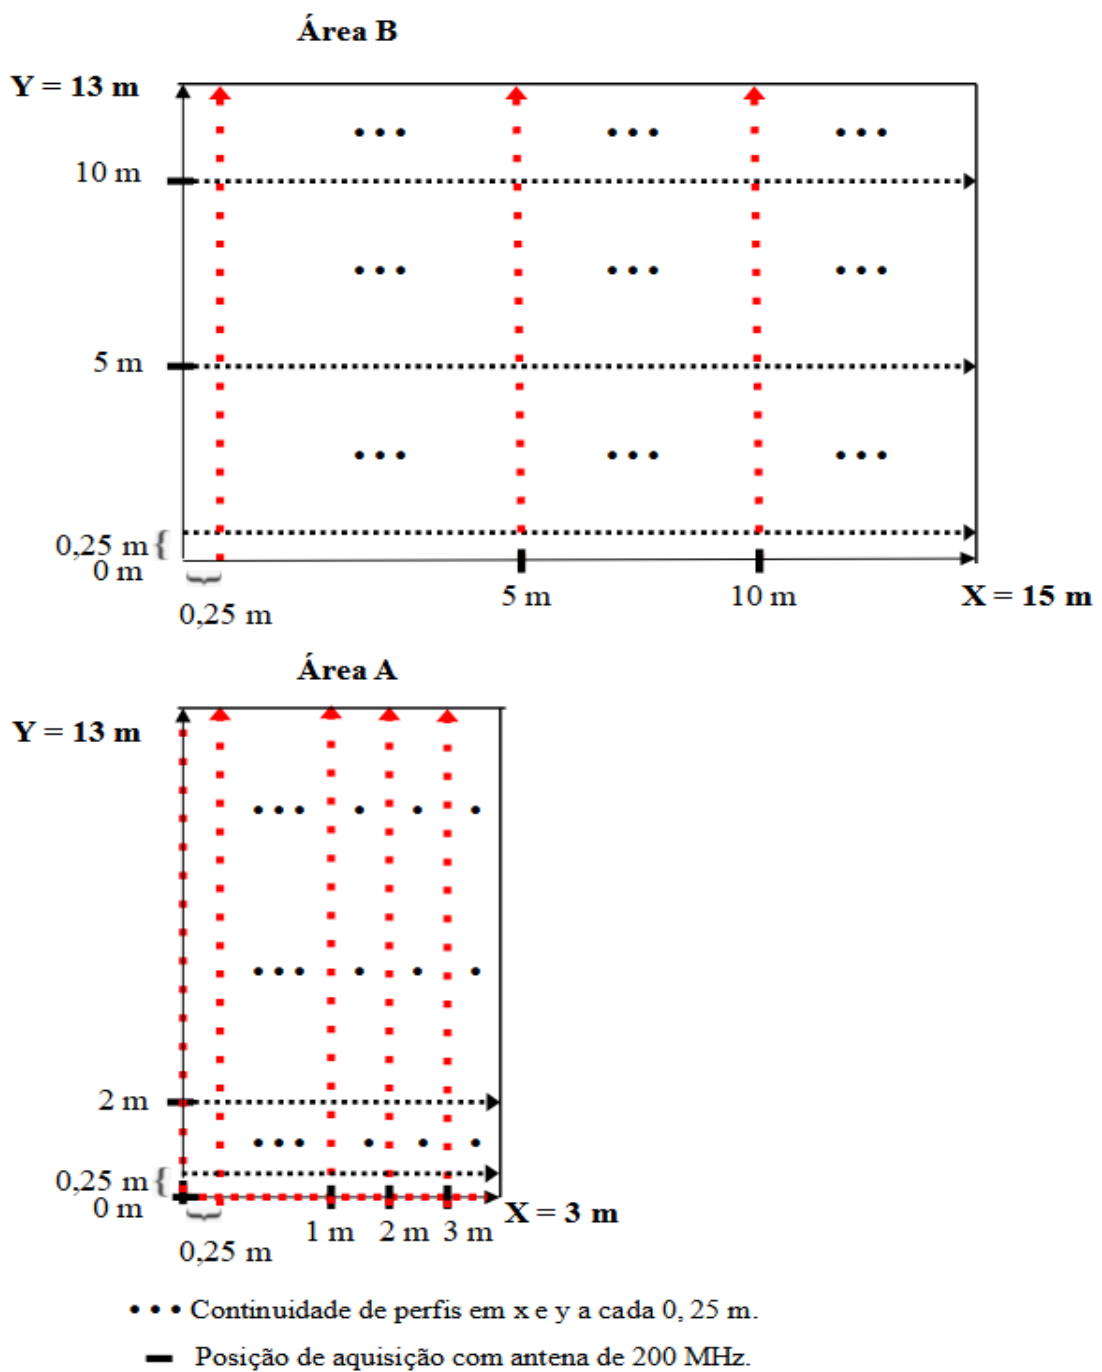 Área B
Y = 13 m
10 m
5 m
0,25 m
0 m
5 m
10 m
X = 15 m
0,25 m
Área A
Y = 13 m
2 m
0,25 m
0 m
X = 3 m
1 m
2 m
3 m
0,25 m
Continuidade de perfis em x e y a cada 0, 25 m.
Posição de aquisição com antena de 200 MHz.